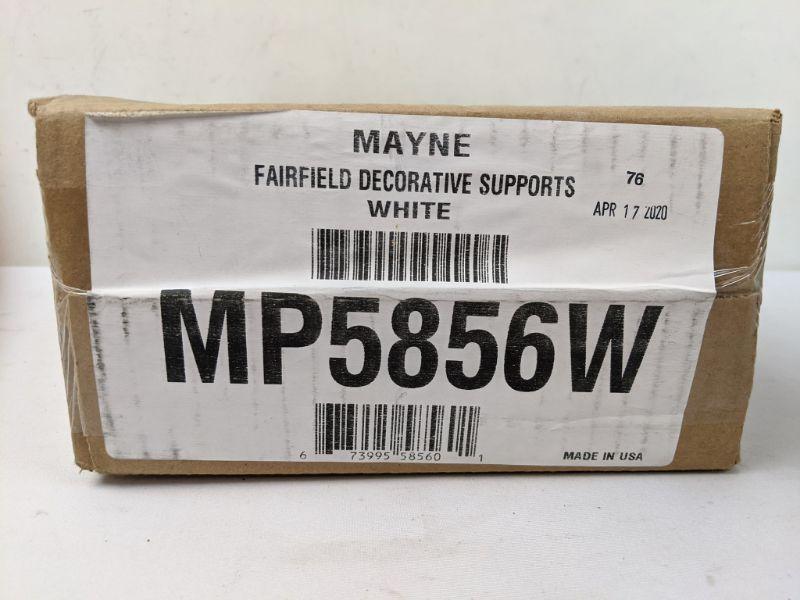 MAYNE
FAIRFIELD DECORATIVE SUPPORTS
WHITE
76
APR 17 2020
MP5856W
6 73995 58560 1
MADE IN USA